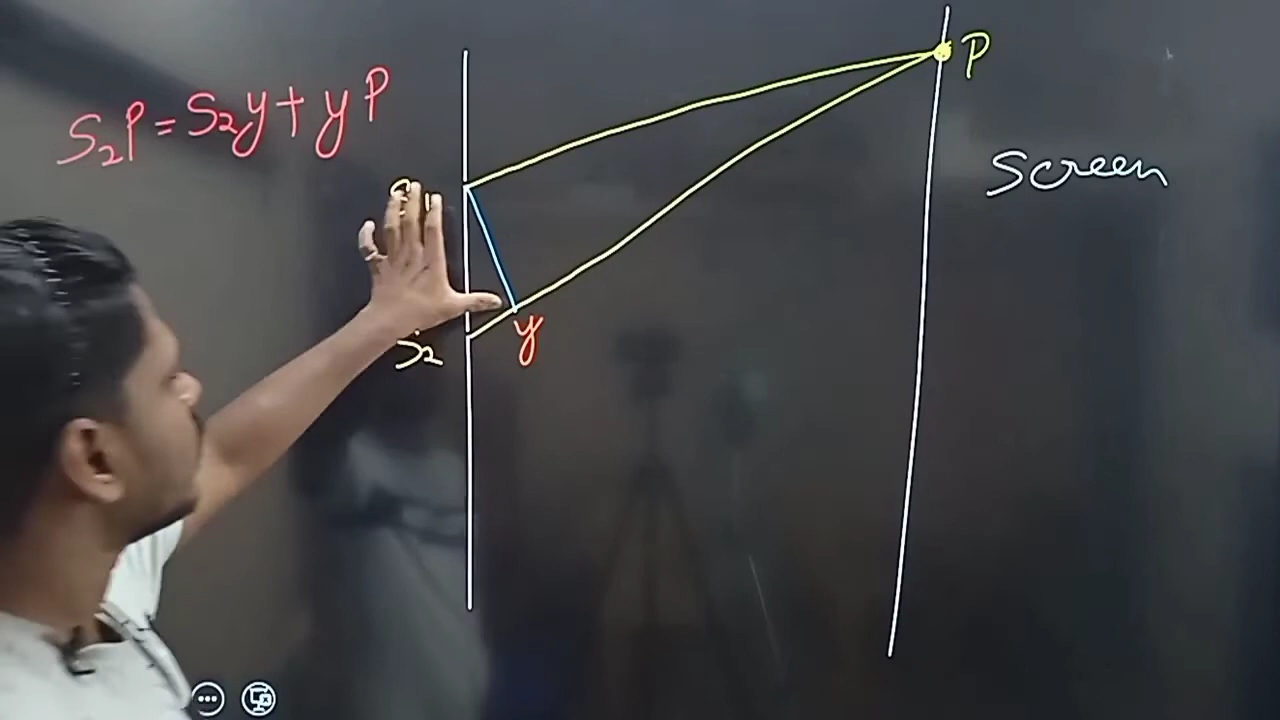 P
S₂P = S₂y + yP
Screen
S₂
y